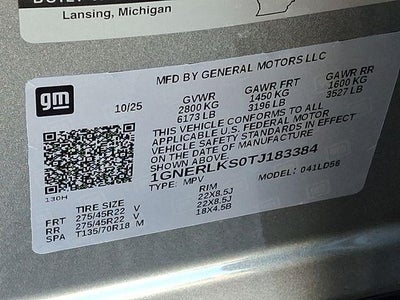 Lansing, Michigan
gm
MFD BY GENERAL MOTORS LLC
10/25
GVWR GAWR FRT GAWR RR
2800 KG 1450 KG 1600 KG
6173 LB 3196 LB 3527 LB
THIS VEHICLE CONFORMS TO ALL
APPLICABLE U.S. FEDERAL MOTOR
VEHICLE SAFETY STANDARDS IN EFFECT
ON THE DATE OF MANUFACTURE
SHOWN ABOVE
1GNERLKS0TJ183384
TYPE: MPV MODEL: 041LD56
130H
TIRE SIZE RIM
FRT 275/45R22 V 22X8.5J
RR 275/45R22 V 22X8.5J
SPA T135/70R18 M 18X4.5B